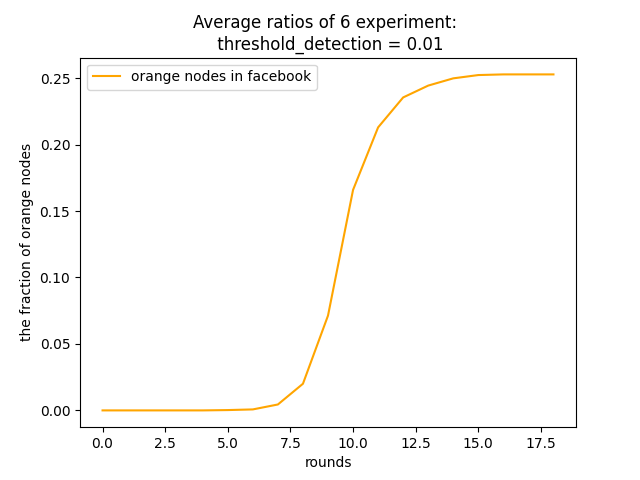 Average ratios of 6 experiment:
threshold_detection = 0.01
orange nodes in facebook
the fraction of orange nodes
0.25
0.20
0.15
0.10
0.05
0.00
0.0 2.5 5.0 7.5 10.0 12.5 15.0 17.5
rounds